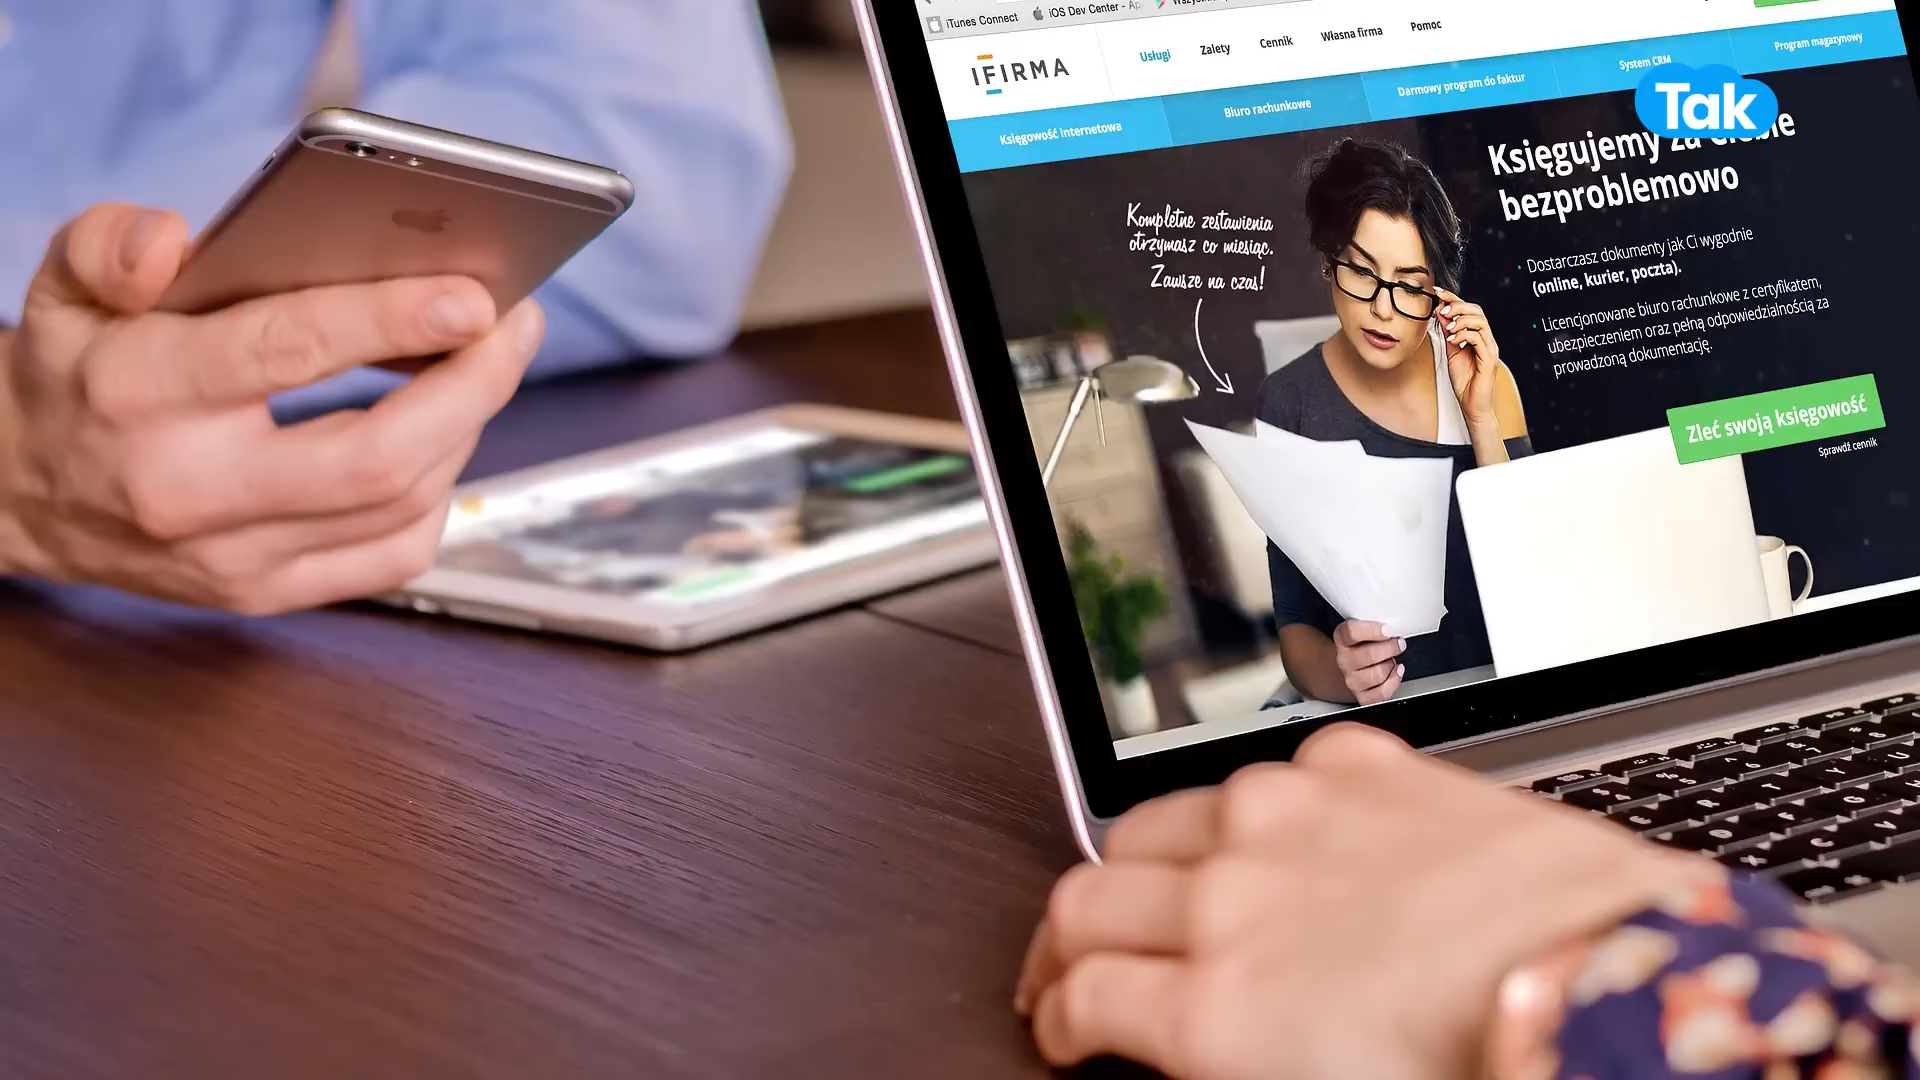 iTunes Connect
iOS Dev Center - Ap
IFIRMA
Usługi
Zalety
Cennik
Własna firma
Pomoc
Księgowość internetowa
Biuro rachunkowe
Darmowy program do faktur
System CRM
Program magazynowy
Tak
Księgujemy za Ciebie
bezproblemowo
Kompletne zestawienia
otrzymasz co miesiąc.
Zawsze na czas!
Dostarczasz dokumenty jak Ci wygodnie
(online, kurier, poczta).
Licencjonowane biuro rachunkowe z certyfikatem,
ubezpieczeniem oraz pełną odpowiedzialnością za
prowadzoną dokumentację.
Zleć swoją księgowość
Sprawdź cennik